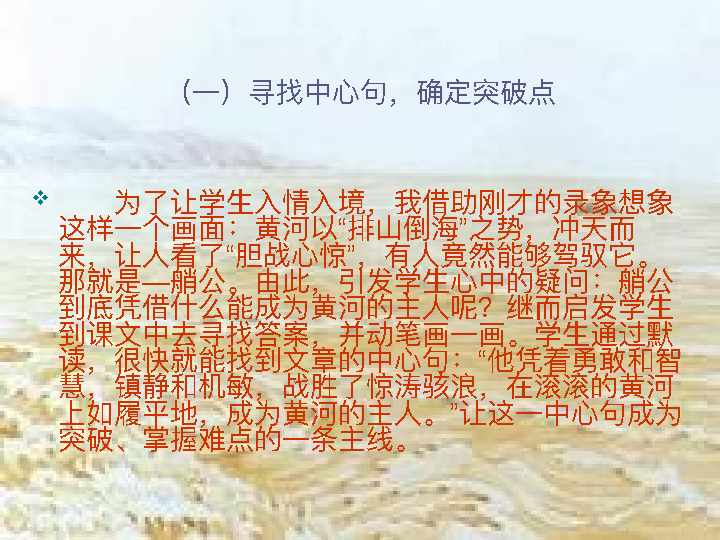 （一）寻找中心句，确定突破点
为了让学生入情入境，我借助刚才的录象想象
这样一个画面：黄河以“排山倒海”之势，冲天而
来，让人看了“胆战心惊”，有人竟然能够驾驭它。
那就是—艄公。由此，引发学生心中的疑问：艄公
到底凭借什么能成为黄河的主人呢？继而启发学生
到课文中去寻找答案，并动笔画一画。学生通过默
读，很快就能找到文章的中心句：“他凭着勇敢和智
慧，镇静和机敏，战胜了惊涛骇浪，在滚滚的黄河
上如履平地，成为黄河的主人。”让这一中心句成为
突破、掌握难点的一条主线。